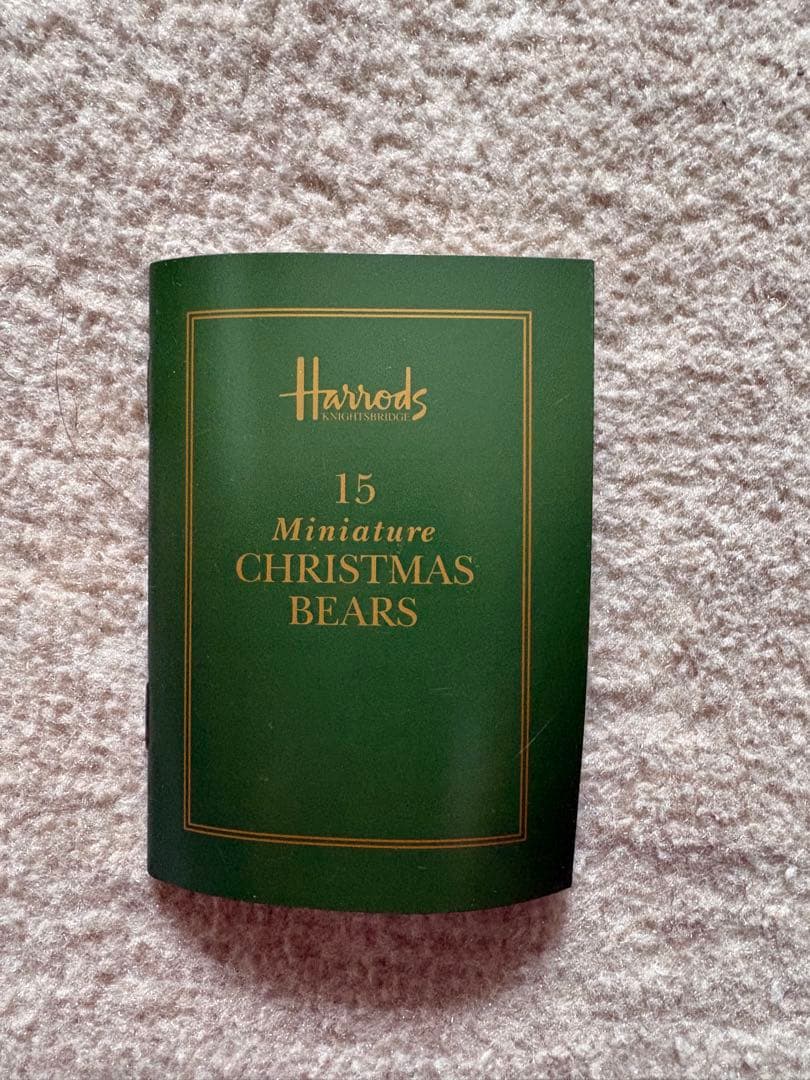 Harrods
KNIGHTSBRIDGE
15
Miniature
CHRISTMAS
BEARS